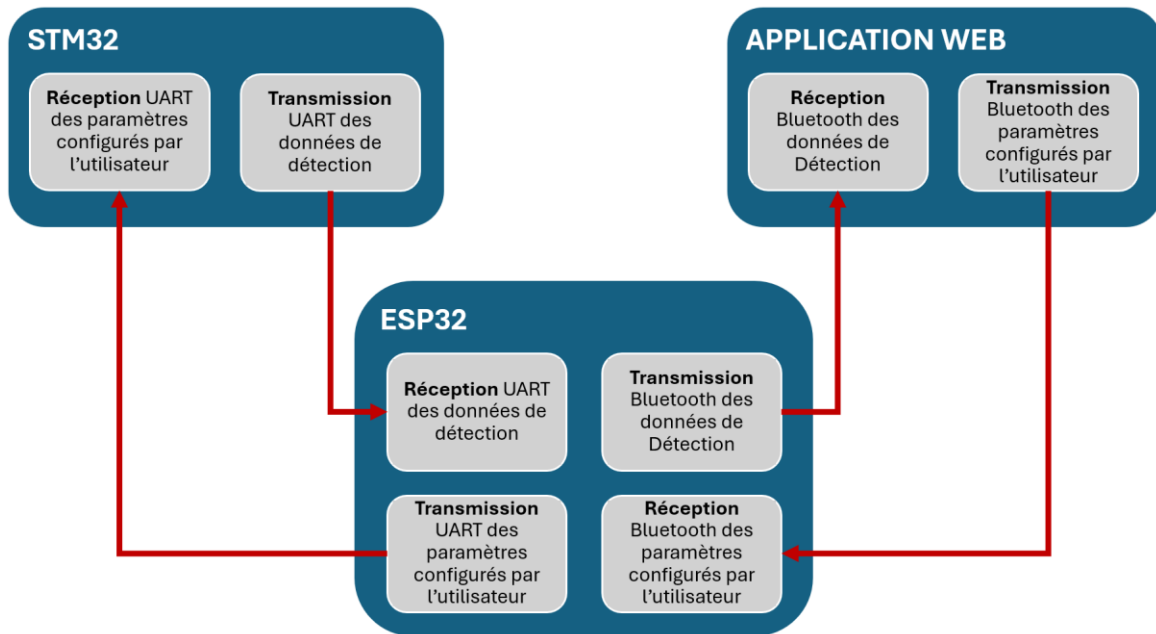 STM32
Réception UART
des paramètres
configurés par
l'utilisateur
Transmission
UART des
données de
détection
APPLICATION WEB
Réception
Bluetooth des
données de
Détection
Transmission
Bluetooth des
paramètres
configurés par
l'utilisateur
ESP32
Réception UART
des données de
détection
Transmission
Bluetooth des
données de
Détection
Transmission
UART des
paramètres
configurés par
l'utilisateur
Réception
Bluetooth des
paramètres
configurés par
l'utilisateur